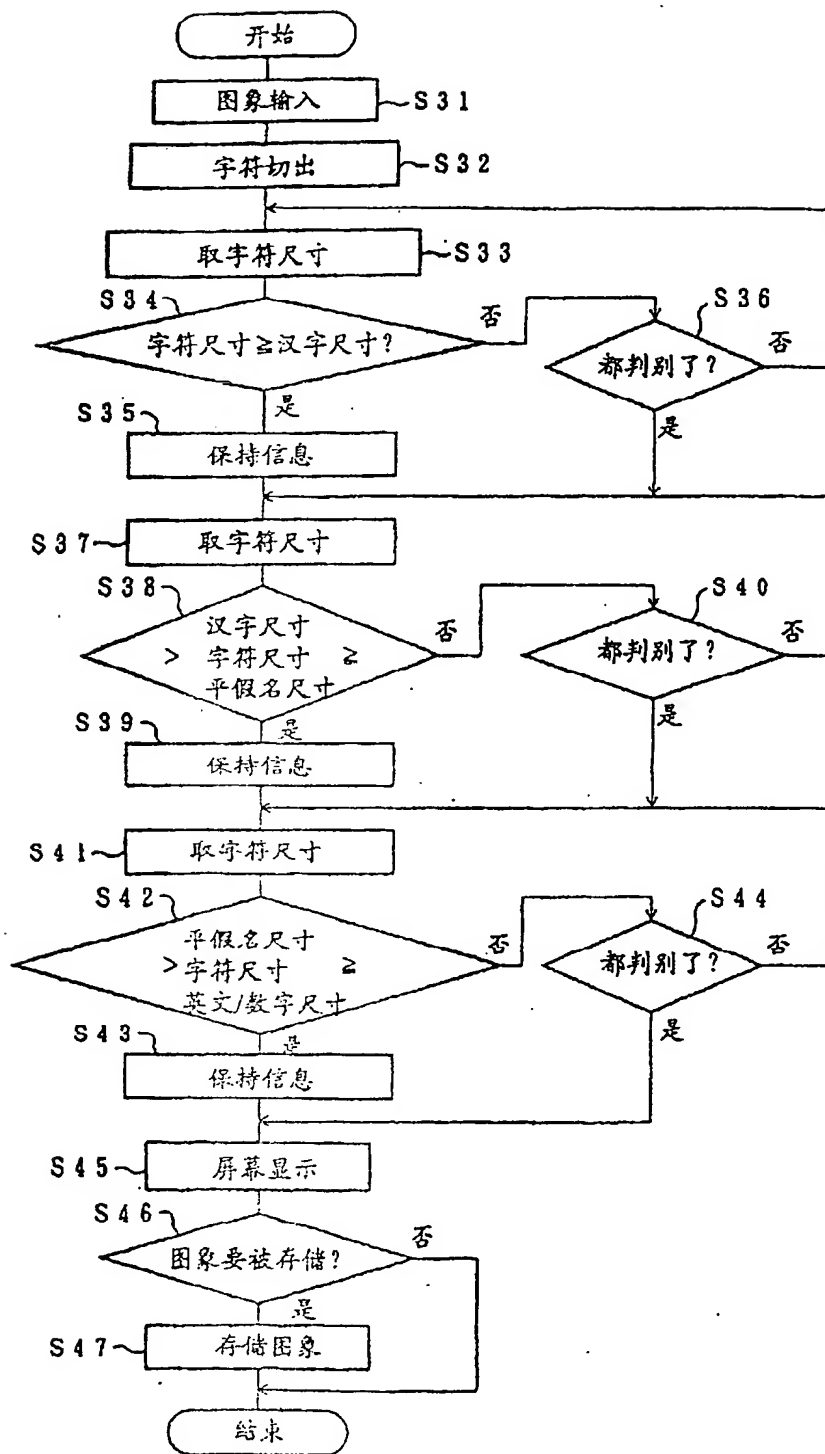 开始
图象输入
S31
字符切出
S32
取字符尺寸
S33
S34
字符尺寸≧汉字尺寸?
否
S36
都判别了?
否
是
S35
保持信息
是
S37
取字符尺寸
S38
汉字尺寸
> 字符尺寸 ≧
平假名尺寸
否
S40
都判别了?
否
是
S39
保持信息
是
S41
取字符尺寸
S42
平假名尺寸
> 字符尺寸 ≧
英文/数字尺寸
否
S44
都判别了?
否
是
S43
保持信息
是
S45
屏幕显示
S46
图象要被存储?
否
是
S47
存储图象
结束